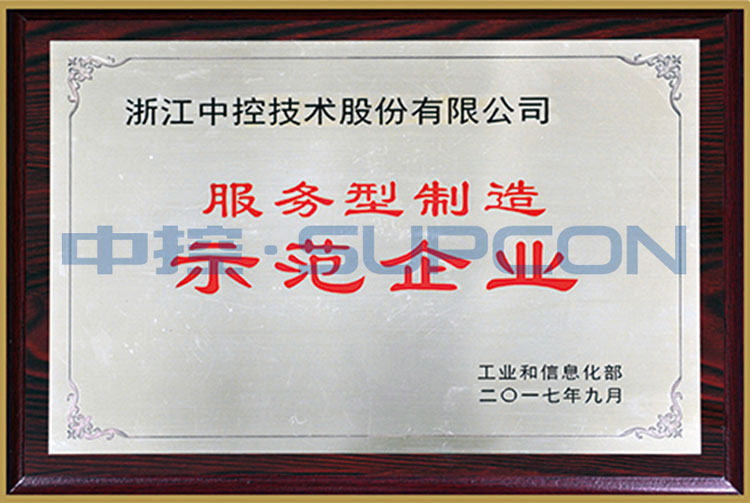 浙江中控技术股份有限公司
服务型制造
中控·SUPCON
示范企业
工业和信息化部
二〇一七年九月